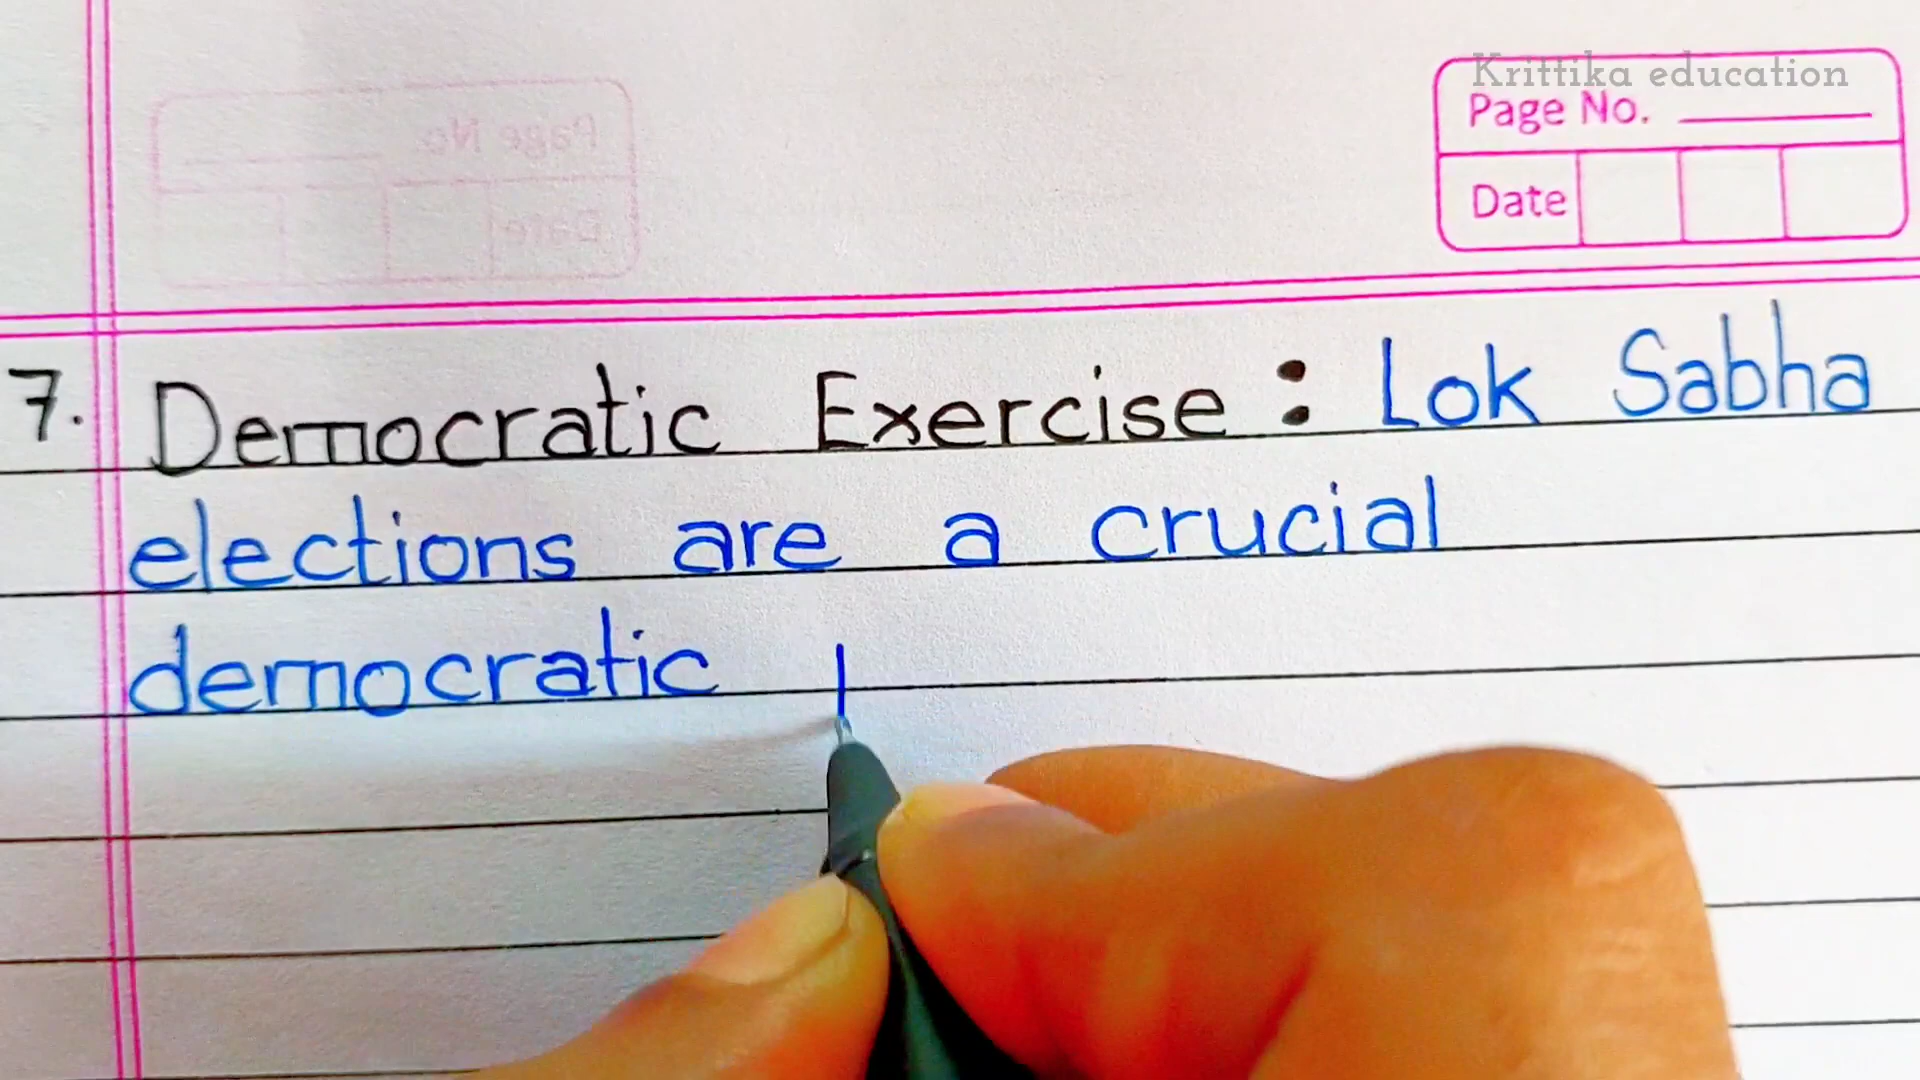 Krittika education
Page No.
Date
7. Democratic Exercise : Lok Sabha
elections are a crucial
democratic